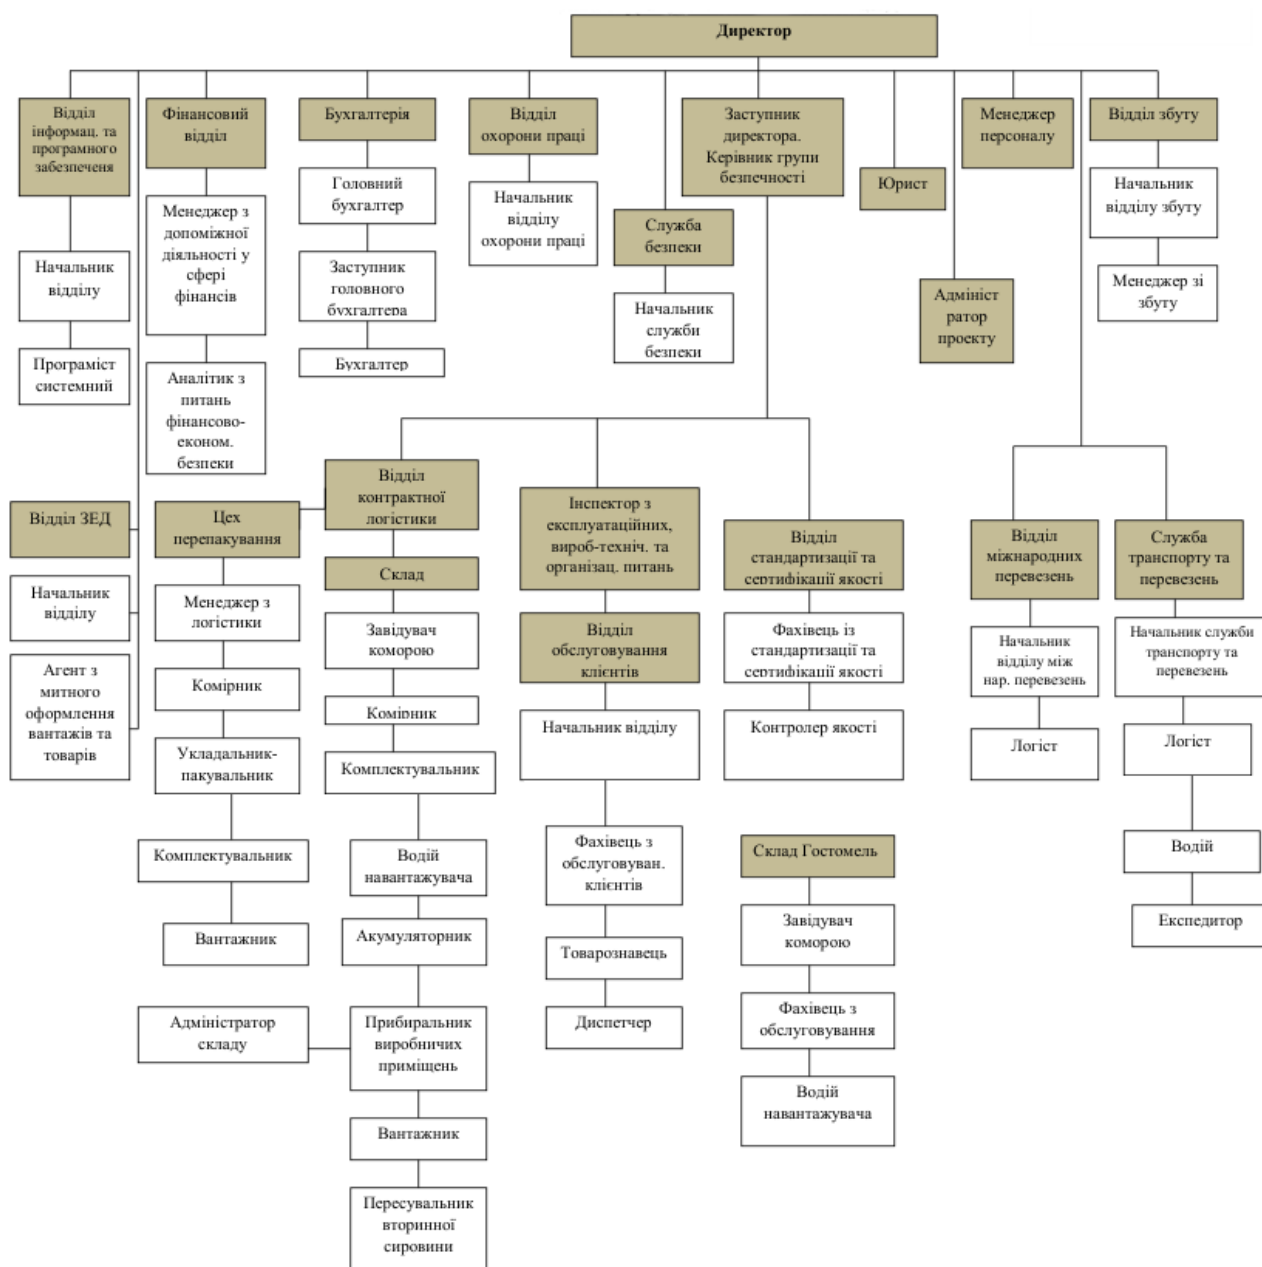 Директор
Відділ
інформац. та
програмного
забезпеченя
Начальник
відділу
Програміст
системний
Фінансовий
відділ
Менеджер з
допоміжної
діяльності у
сфері
фінансів
Аналітик з
питань
фінансово-
економ.
безпеки
Бухгалтерія
Головний
бухгалтер
Заступник
головного
бухгалтера
Бухгалтер
Відділ
охорони праці
Начальник
відділу
охорони праці
Служба
безпеки
Начальник
служби
безпеки
Заступник
директора.
Керівник групи
безпечності
Юрист
Адмініст
ратор
проекту
Менеджер
персоналу
Відділ збуту
Начальник
відділу збуту
Менеджер зі
збуту
Відділ ЗЕД
Начальник
відділу
Агент з
митного
оформлення
вантажів та
товарів
Цех
перепакування
Менеджер з
логістики
Комірник
Укладальник-
пакувальник
Комплектувальник
Вантажник
Відділ
контрактної
логістики
Склад
Завідувач
коморою
Комірник
Комплектувальник
Водій
навантажувача
Акумуляторник
Адміністратор
складу
Прибиральник
виробничих
приміщень
Вантажник
Пересувальник
вторинної
сировини
Інспектор з
експлуатаційних,
вироб-техніч. та
організац. питань
Відділ
обслуговування
клієнтів
Начальник відділу
Фахівець з
обслуговуван.
клієнтів
Товарознавець
Диспетчер
Відділ
стандартизації та
сертифікації якості
Фахівець із
стандартизації та
сертифікації якості
Контролер якості
Склад Гостомель
Завідувач
коморою
Фахівець з
обслуговування
Водій
навантажувача
Відділ
міжнародних
перевезень
Начальник
відділу між
нар. перевезень
Логіст
Служба
транспорту та
перевезень
Начальник служби
транспорту та
перевезень
Логіст
Водій
Експедитор